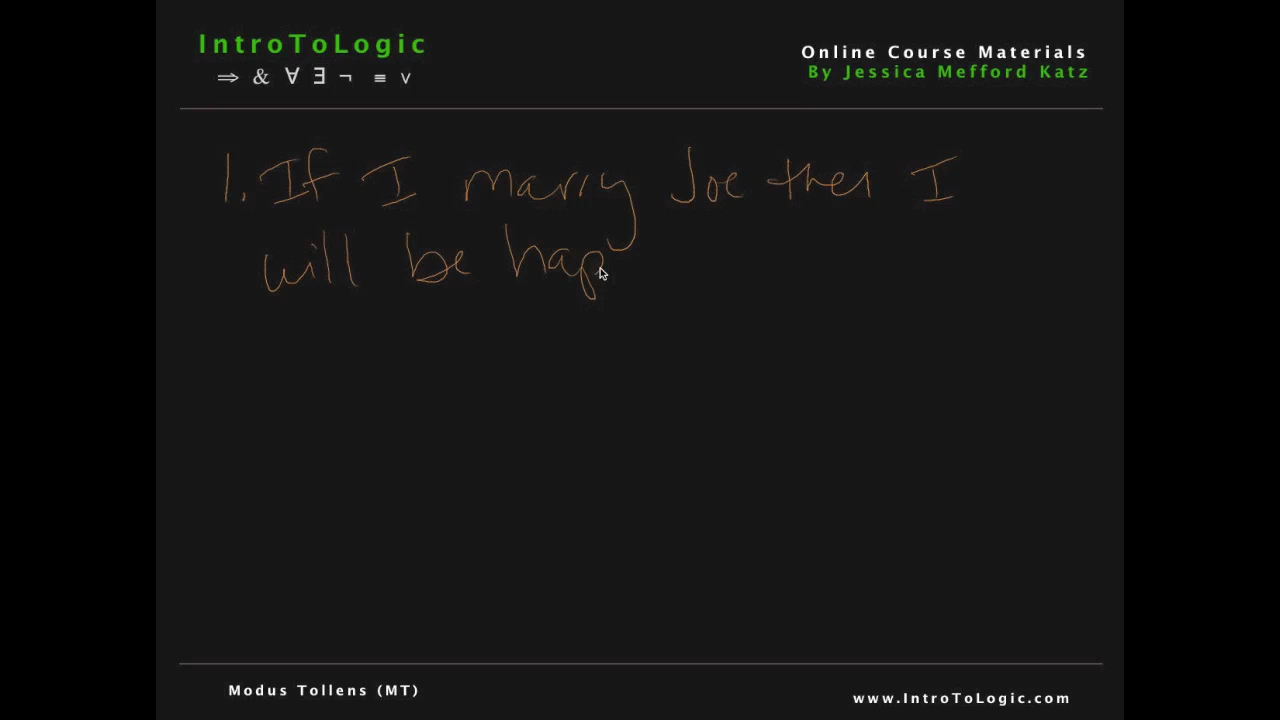 IntroToLogic
⇒ & ∀ ∃ ¬ ≡ v
Online Course Materials
By Jessica Mefford Katz
1. If I marry Joe then I
will be hap
Modus Tollens (MT)
www.IntroToLogic.com